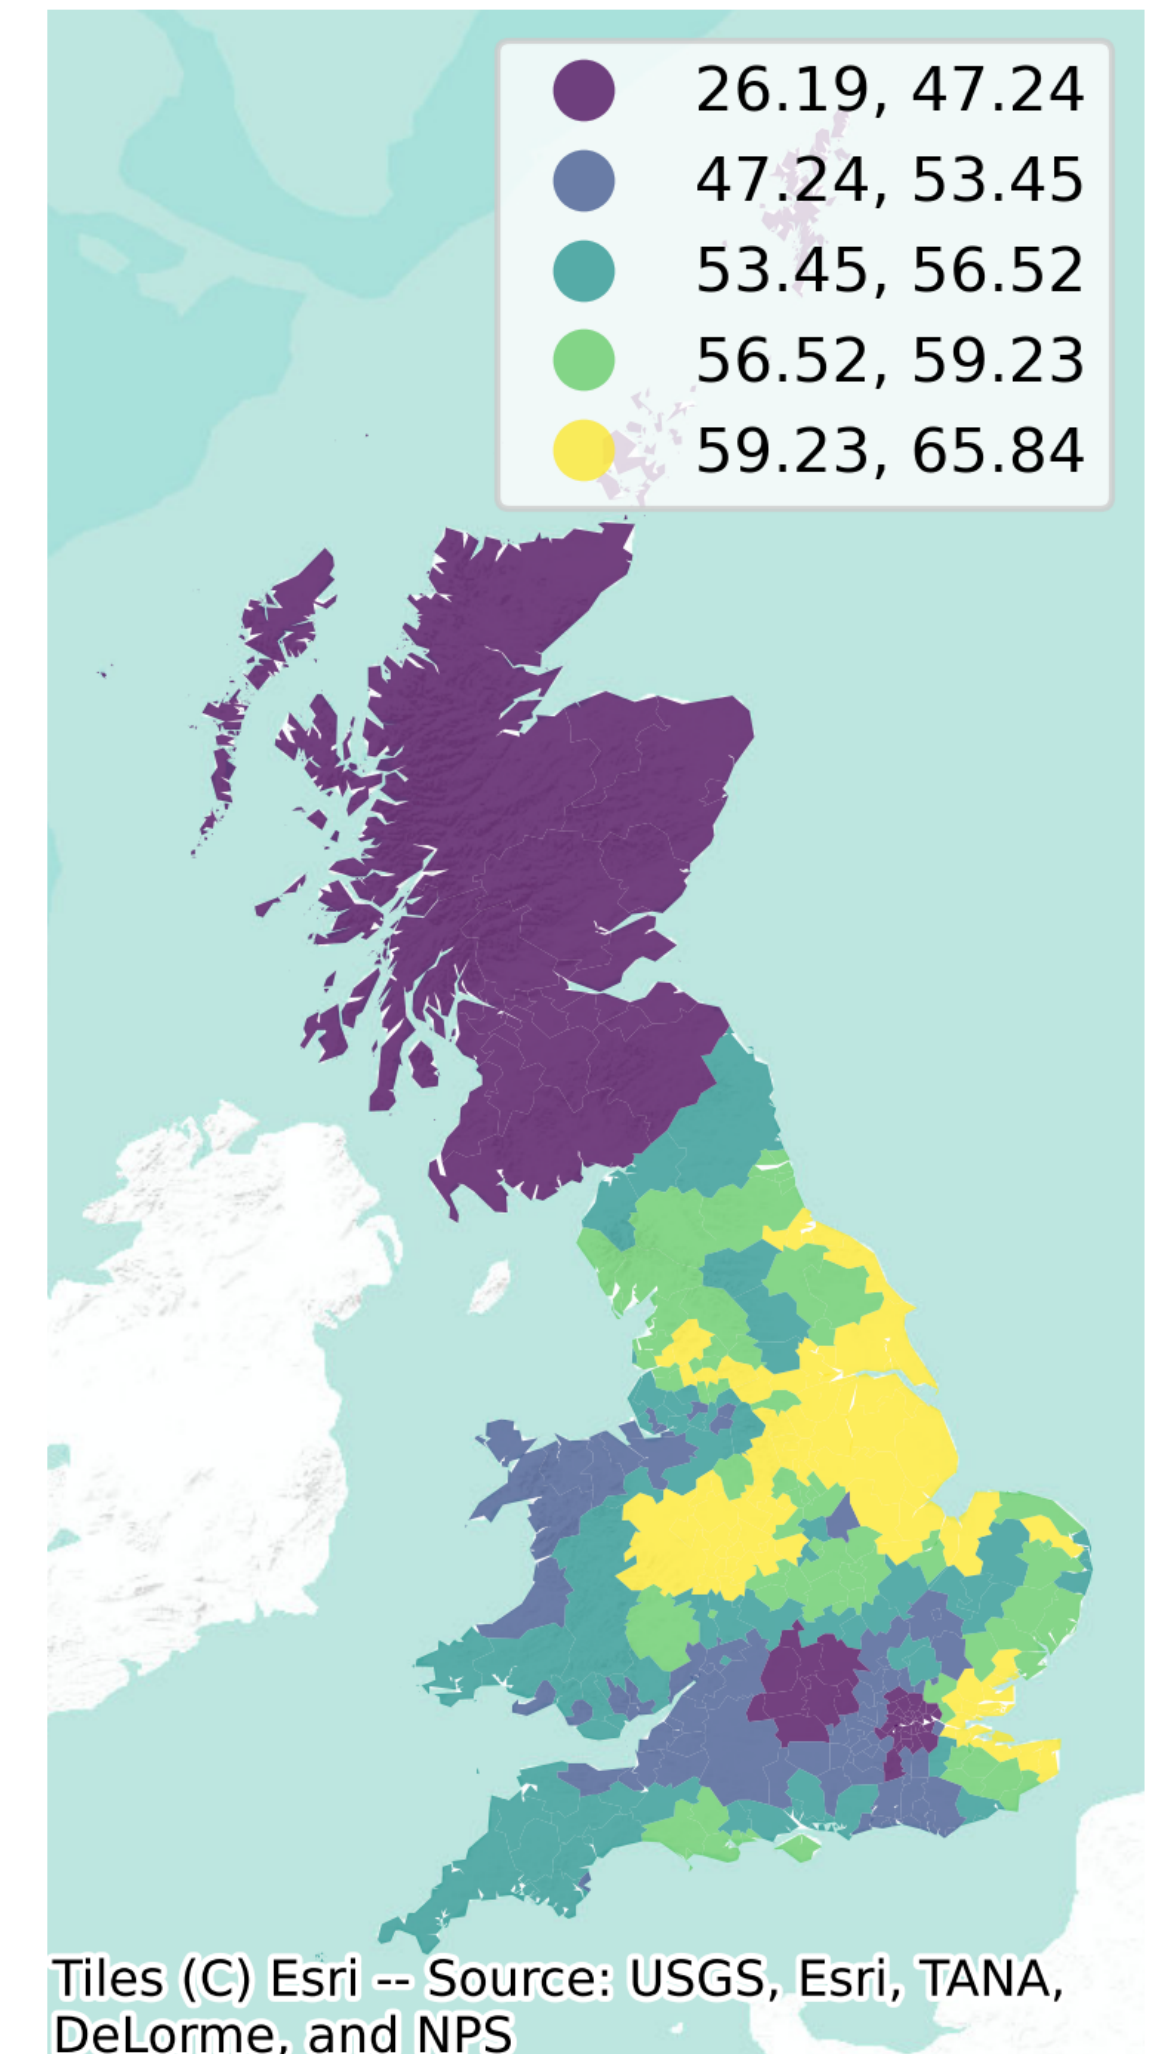 26.19, 47.24
47.24, 53.45
53.45, 56.52
56.52, 59.23
59.23, 65.84
Tiles (C) Esri -- Source: USGS, Esri, TANA,
DeLorme, and NPS